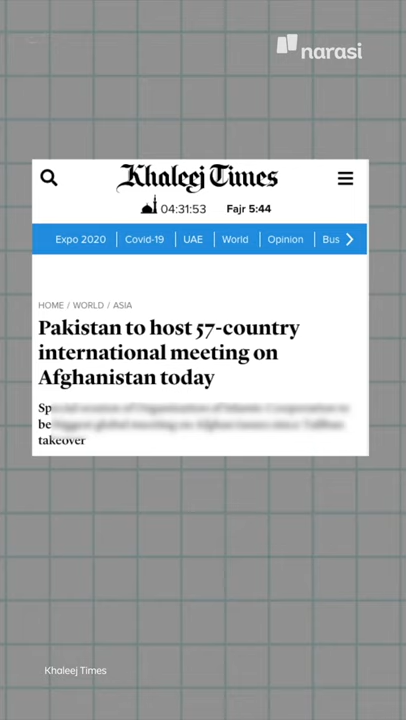 narasi
Khaleej Times
04:31:53 Fajr 5:44
Expo 2020 Covid-19 UAE World Opinion Bus
HOME / WORLD / ASIA
Pakistan to host 57-country
international meeting on
Afghanistan today
takeover
Khaleej Times